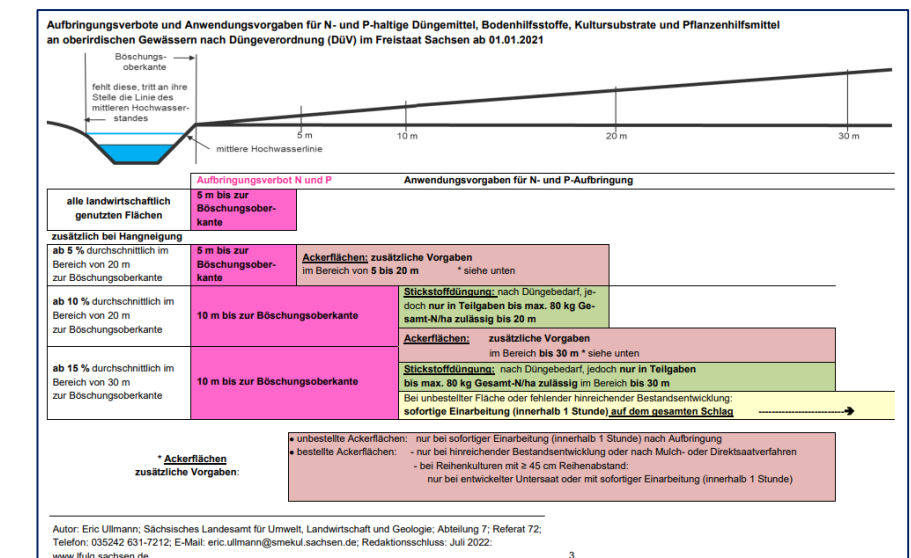 Aufbringungsverbote und Anwendungsvorgaben für N- und P-haltige Düngemittel, Bodenhilfsstoffe, Kultursubstrate und Pflanzenhilfsmittel
an oberirdischen Gewässern nach Düngeverordnung (DüV) im Freistaat Sachsen ab 01.01.2021
Böschungs-
oberkante
fehlt diese, tritt an ihre
Stelle die Linie des
mittleren Hochwasser-
standes
5 m
10 m
20 m
30 m
mittlere Hochwasserlinie
Aufbringungsverbot N und P
Anwendungsvorgaben für N- und P-Aufbringung
alle landwirtschaftlich
genutzten Flächen
5 m bis zur
Böschungsober-
kante
zusätzlich bei Hangneigung
ab 5 % durchschnittlich im
Bereich von 20 m
zur Böschungsoberkante
5 m bis zur
Böschungsober-
kante
Ackerflächen: zusätzliche Vorgaben
im Bereich von 5 bis 20 m * siehe unten
ab 10 % durchschnittlich im
Bereich von 20 m
zur Böschungsoberkante
10 m bis zur Böschungsoberkante
Stickstoffdüngung: nach Düngebedarf, je-
doch nur in Teilgaben bis max. 80 kg Ge-
samt-N/ha zulässig bis 20 m
Ackerflächen: zusätzliche Vorgaben
im Bereich bis 30 m * siehe unten
ab 15 % durchschnittlich im
Bereich von 30 m
zur Böschungsoberkante
10 m bis zur Böschungsoberkante
Stickstoffdüngung: nach Düngebedarf, jedoch nur in Teilgaben
bis max. 80 kg Gesamt-N/ha zulässig im Bereich bis 30 m
Bei unbestellter Fläche oder fehlender hinreichender Bestandsentwicklung:
sofortige Einarbeitung (innerhalb 1 Stunde) auf dem gesamten Schlag
* Ackerflächen
zusätzliche Vorgaben:
• unbestellte Ackerflächen: nur bei sofortiger Einarbeitung (innerhalb 1 Stunde) nach Aufbringung
• bestellte Ackerflächen: - nur bei hinreichender Bestandsentwicklung oder nach Mulch- oder Direktsaatverfahren
- bei Reihenkulturen mit ≥ 45 cm Reihenabstand:
nur bei entwickelter Untersaat oder mit sofortiger Einarbeitung (innerhalb 1 Stunde)
Autor: Eric Ullmann; Sächsisches Landesamt für Umwelt, Landwirtschaft und Geologie; Abteilung 7; Referat 72;
Telefon: 035242 631-7212; E-Mail: eric.ullmann@smekul.sachsen.de; Redaktionsschluss: Juli 2022:
www.lfulg.sachsen.de
3